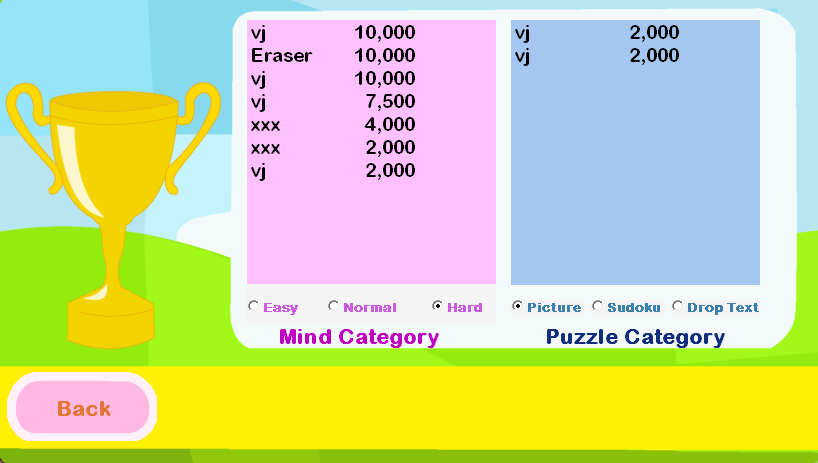 vj 10,000
Eraser 10,000
vj 10,000
vj 7,500
xxx 4,000
xxx 2,000
vj 2,000
Easy Normal Hard
Mind Category
vj 2,000
vj 2,000
Picture Sudoku Drop Text
Puzzle Category
Back